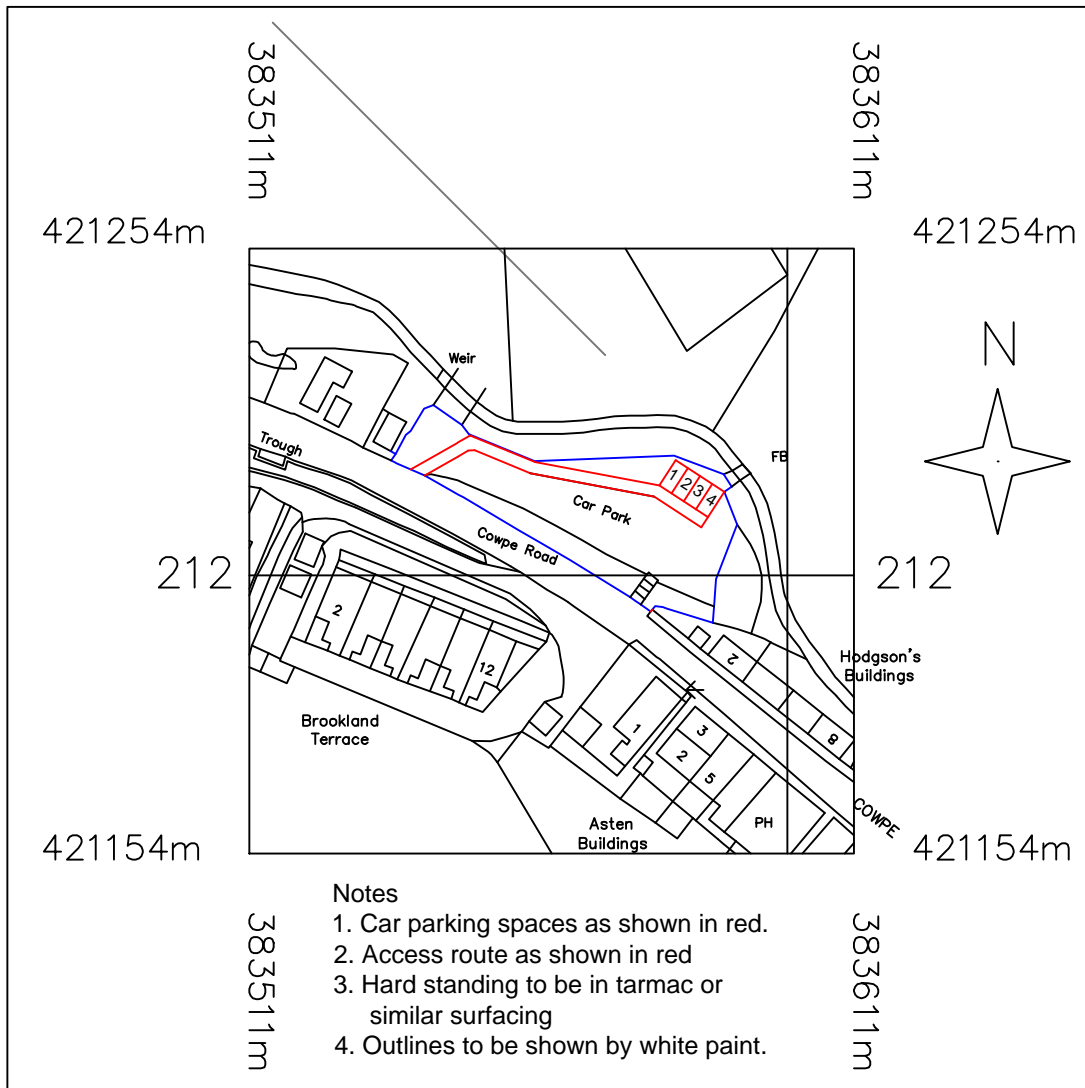 383511m
383611m
421254m
421254m
N
Weir
Trough
FB
1
2
3
4
Car Park
Cowpe Road
212
212
2
12
2
Hodgson's
Buildings
8
Brookland
Terrace
1
3
2
5
PH
COWPE
Asten
Buildings
421154m
421154m
383511m
383611m
Notes
1. Car parking spaces as shown in red.
2. Access route as shown in red
3. Hard standing to be in tarmac or
similar surfacing
4. Outlines to be shown by white paint.